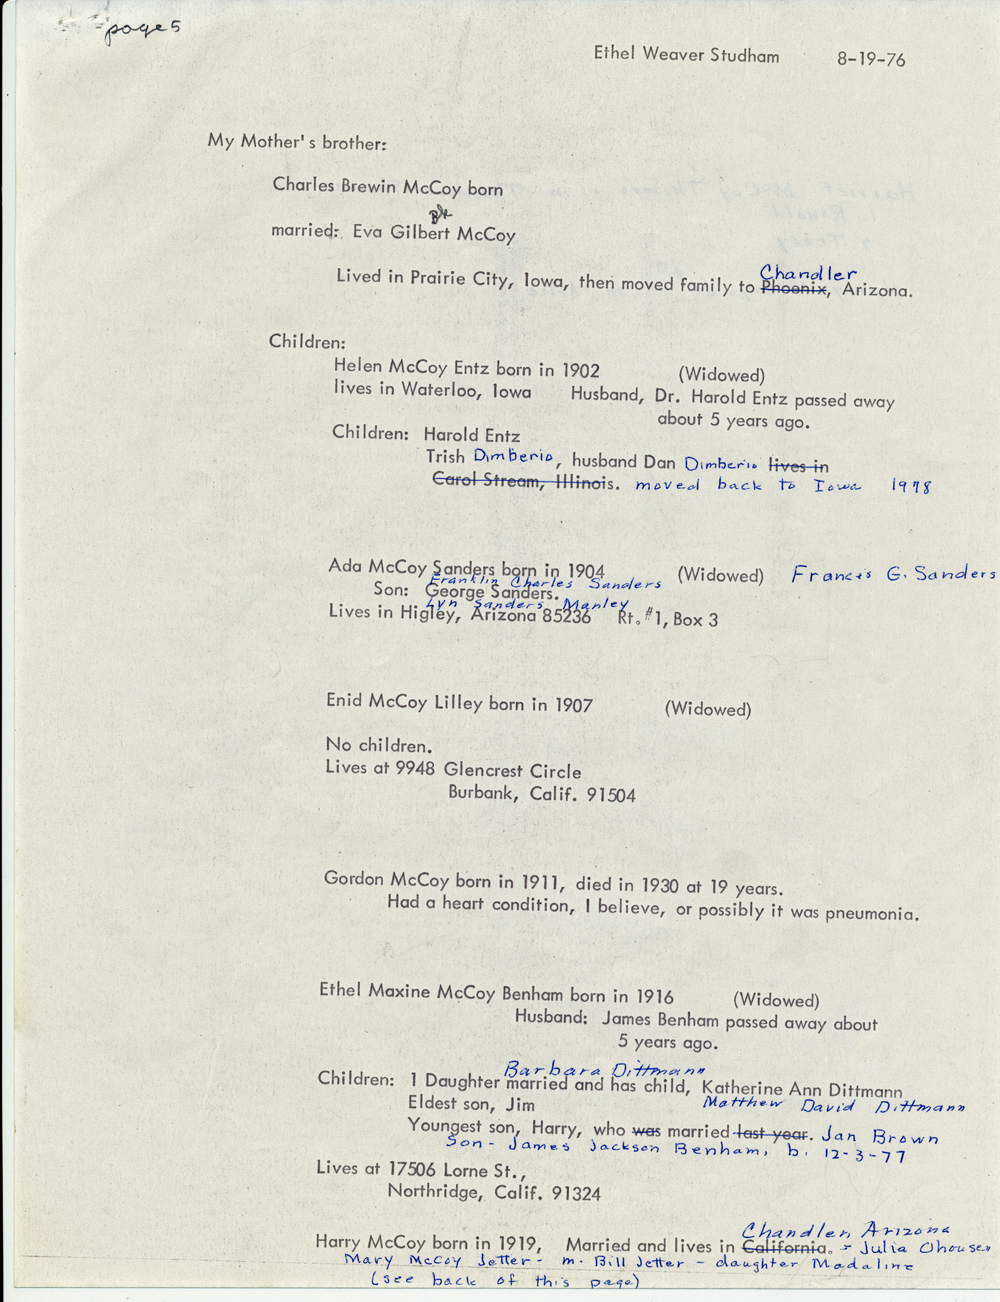 page 5
Ethel Weaver Studham 8-19-76
My Mother's brother:
Charles Brewin McCoy born
married: Eva Gilbert McCoy
Chandler
Lived in Prairie City, Iowa, then moved family to Phoenix, Arizona.
Children:
Helen McCoy Entz born in 1902 (Widowed)
lives in Waterloo, Iowa Husband, Dr. Harold Entz passed away
about 5 years ago.
Children: Harold Entz
Trish Dimberio, husband Dan Dimberio lives in
Carol Stream, Illinois. moved back to Iowa 1978
Ada McCoy Sanders born in 1904 (Widowed) Francis G. Sanders
Franklin Charles Sanders
Son: George Sanders.
Lyn Sanders Manley
Lives in Higley, Arizona 85236 Rt. #1, Box 3
Enid McCoy Lilley born in 1907 (Widowed)
No children.
Lives at 9948 Glencrest Circle
Burbank, Calif. 91504
Gordon McCoy born in 1911, died in 1930 at 19 years.
Had a heart condition, I believe, or possibly it was pneumonia.
Ethel Maxine McCoy Benham born in 1916 (Widowed)
Husband: James Benham passed away about
5 years ago.
Barbara Dittmann
Children: 1 Daughter married and has child, Katherine Ann Dittmann
Eldest son, Jim Matthew David Dittmann
Youngest son, Harry, who was married last year. Jan Brown
Son - James Jackson Benham, b. 12-3-77
Lives at 17506 Lorne St.,
Northridge, Calif. 91324
Chandler, Arizona
Harry McCoy born in 1919, Married and lives in California. - Julia
Mary McCoy Jetter - m. Bill Jetter - daughter Madaline
(see back of this page)